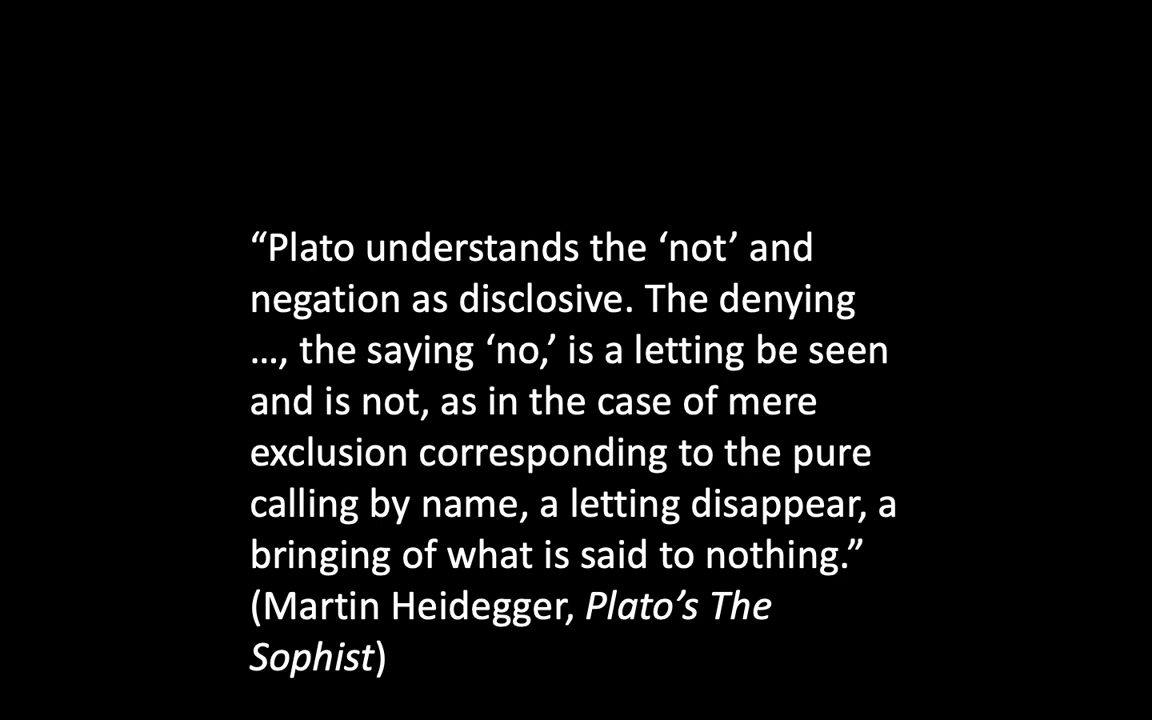 “Plato understands the ‘not’ and
negation as disclosive. The denying
…, the saying ‘no,’ is a letting be seen
and is not, as in the case of mere
exclusion corresponding to the pure
calling by name, a letting disappear, a
bringing of what is said to nothing.”
(Martin Heidegger, Plato’s The
Sophist)